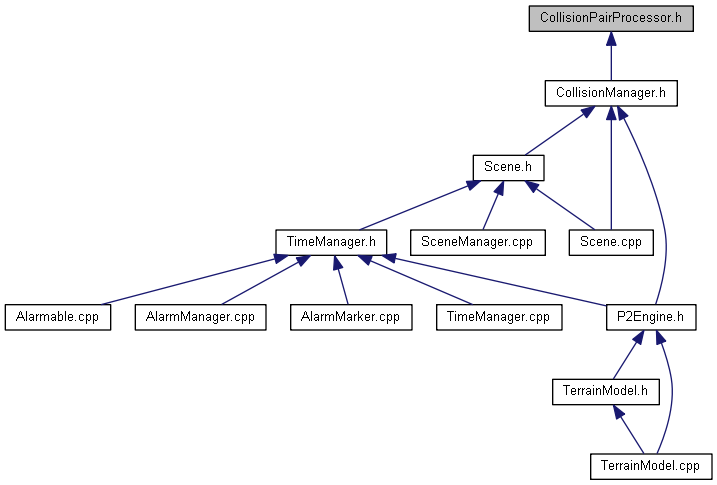 CollisionPairProcessor.h
CollisionManager.h
Scene.h
TimeManager.h
SceneManager.cpp
Scene.cpp
Alarmable.cpp
AlarmManager.cpp
AlarmMarker.cpp
TimeManager.cpp
P2Engine.h
TerrainModel.h
TerrainModel.cpp